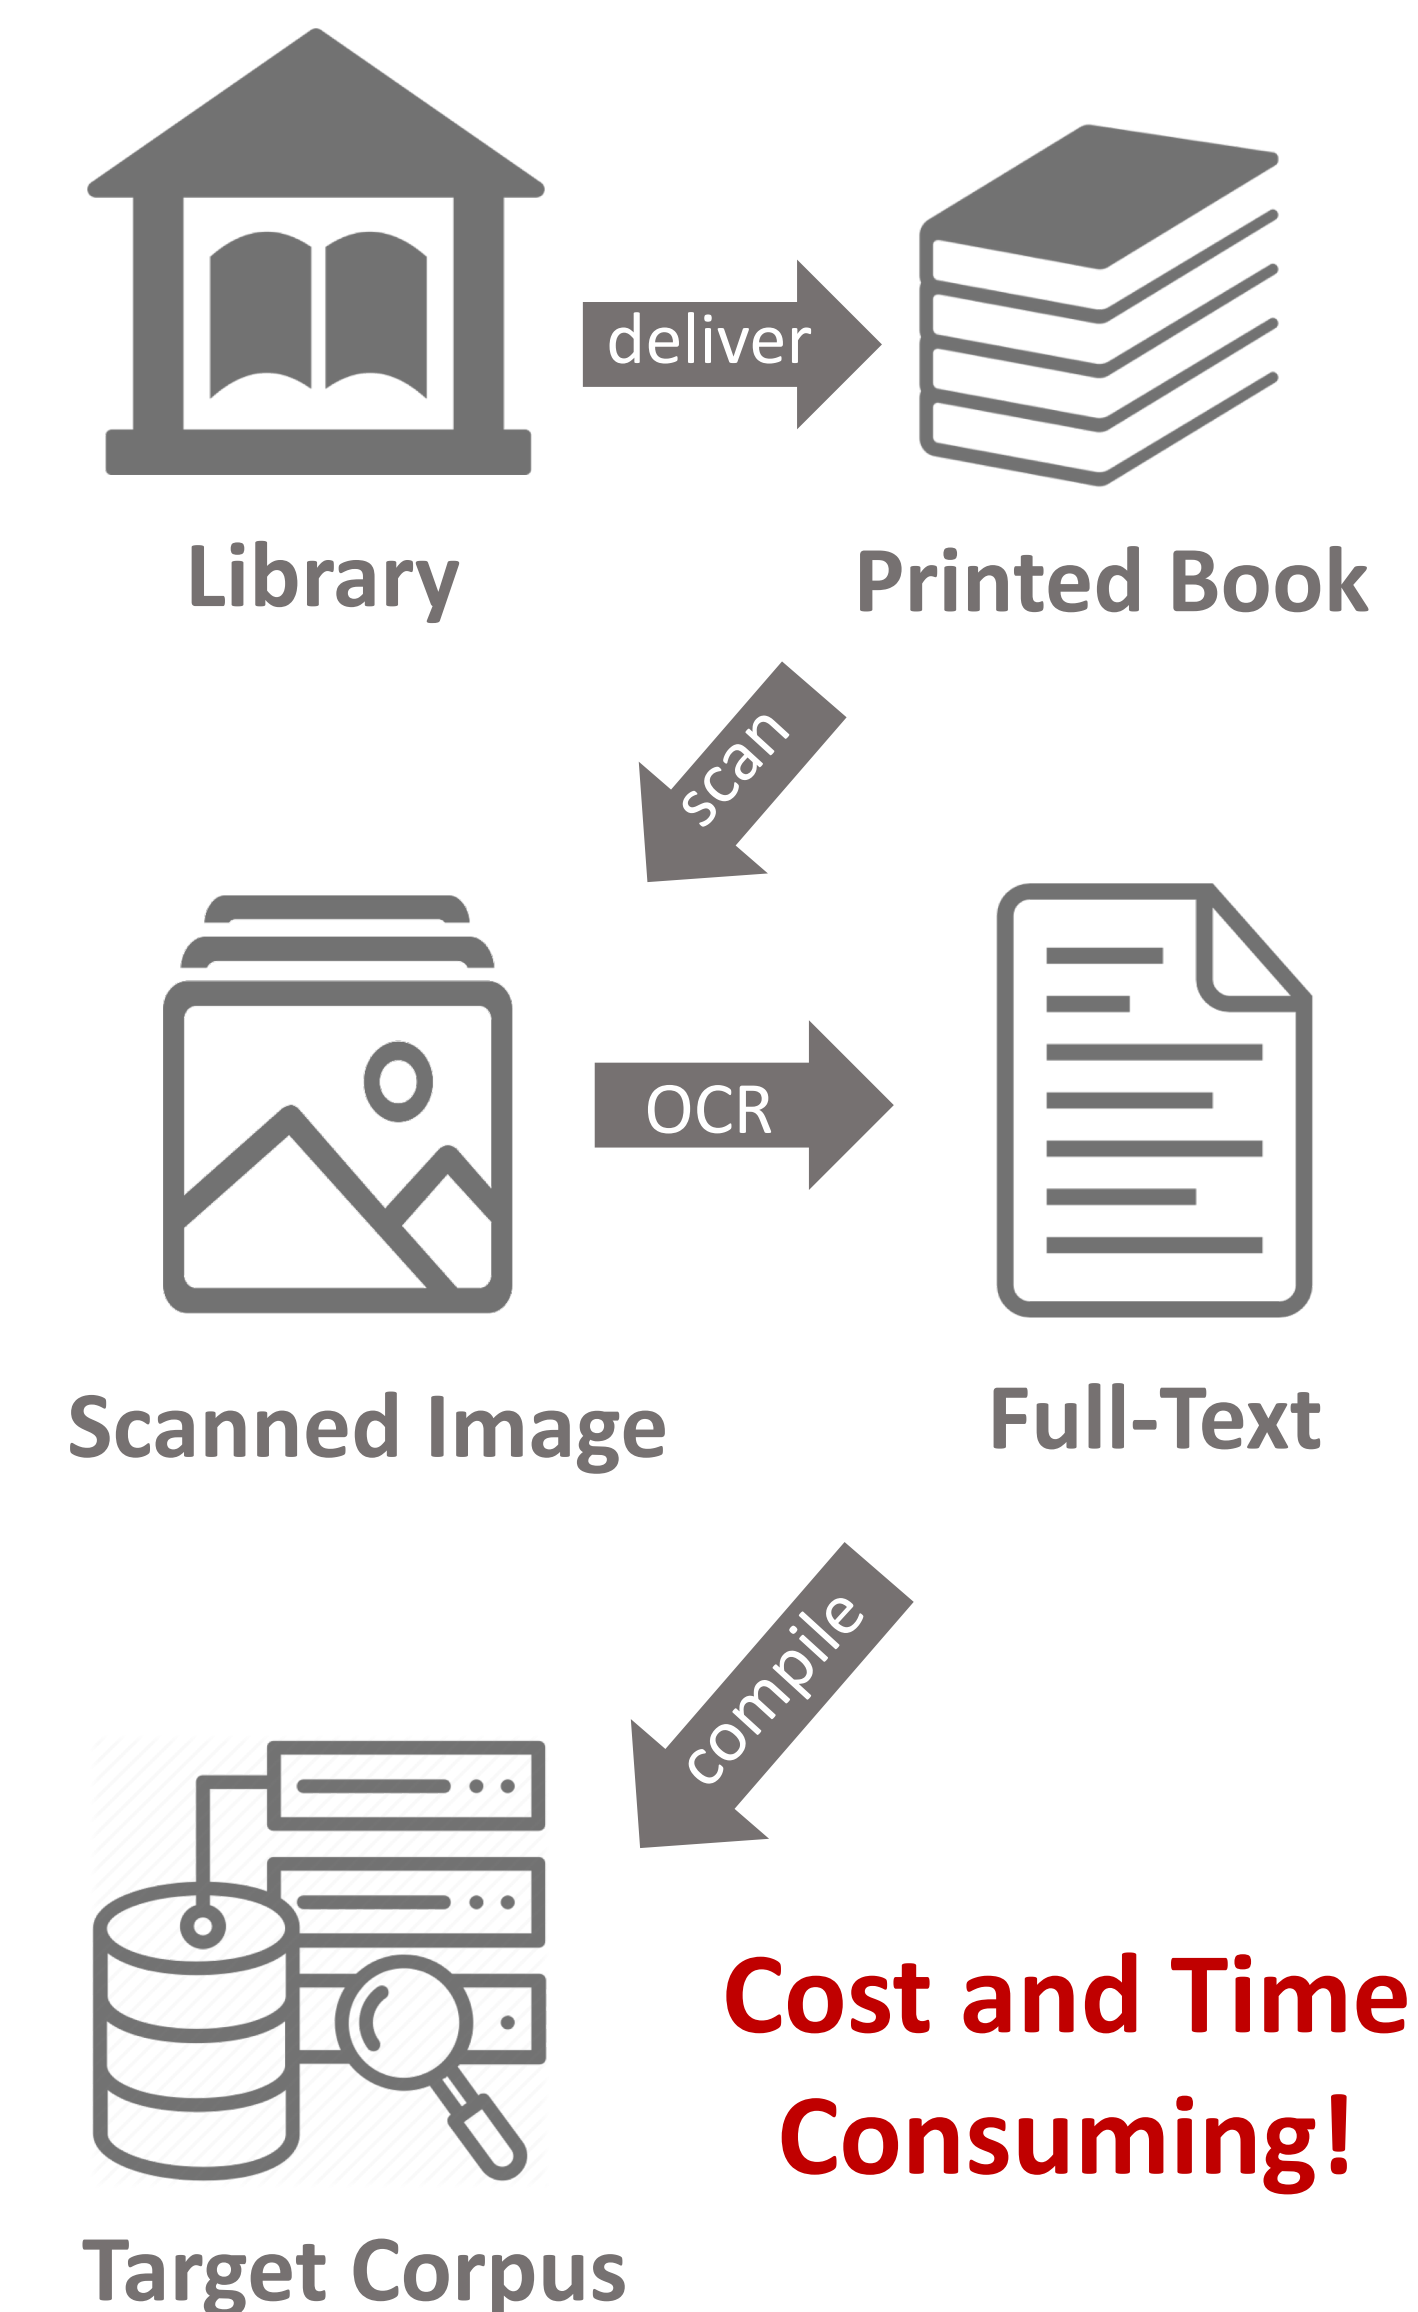 deliver
Library
Printed Book
scan
OCR
Scanned Image
Full-Text
compile
Cost and Time
Consuming!
Target Corpus